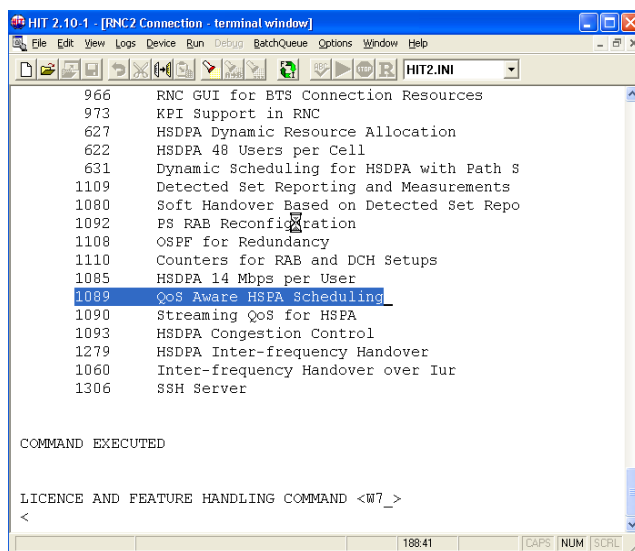 HIT 2.10-1 - [RNC2 Connection - terminal window]
File Edit View Logs Device Run Debug BatchQueue Options Window Help
ABC STOP R HIT2.INI
966 RNC GUI for BTS Connection Resources
973 KPI Support in RNC
627 HSDPA Dynamic Resource Allocation
622 HSDPA 48 Users per Cell
631 Dynamic Scheduling for HSDPA with Path S
1109 Detected Set Reporting and Measurements
1080 Soft Handover Based on Detected Set Repo
1092 PS RAB Reconfiguration
1108 OSPF for Redundancy
1110 Counters for RAB and DCH Setups
1085 HSDPA 14 Mbps per User
1089 QoS Aware HSPA Scheduling_
1090 Streaming QoS for HSPA
1093 HSDPA Congestion Control
1279 HSDPA Inter-frequency Handover
1060 Inter-frequency Handover over Iur
1306 SSH Server
COMMAND EXECUTED
LICENCE AND FEATURE HANDLING COMMAND <W7_>
<
188:41 CAPS NUM SCRL